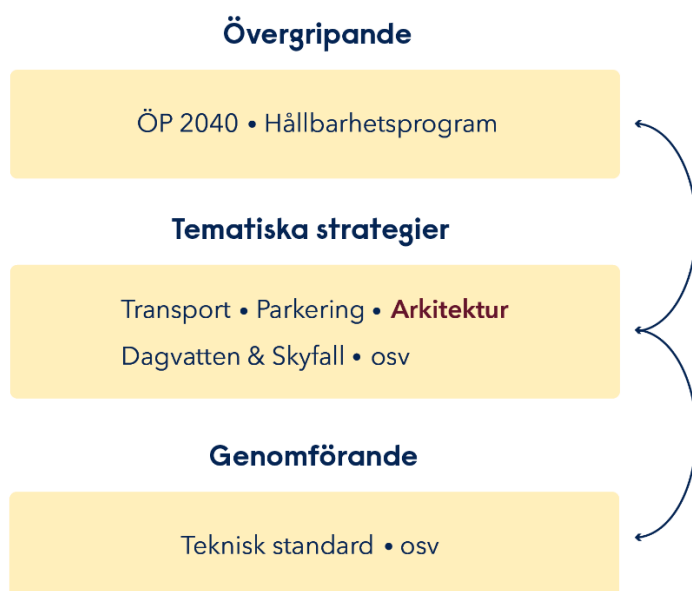 Övergripande
ÖP 2040 • Hållbarhetsprogram
Tematiska strategier
Transport • Parkering • Arkitektur
Dagvatten & Skyfall • osv
Genomförande
Teknisk standard • osv